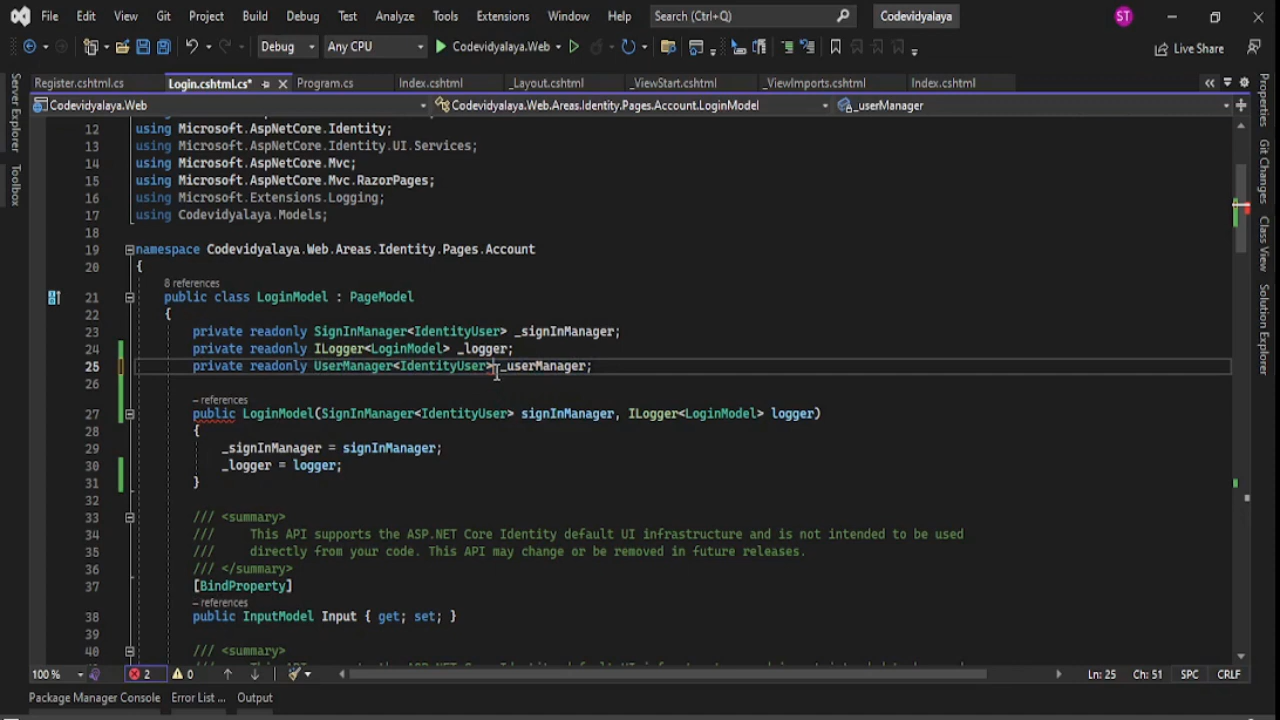 File Edit View Git Project Build Debug Test Analyze Tools Extensions Window Help Search (Ctrl+Q) Codevidyalaya ST
Debug Any CPU Codevidyalaya.Web Live Share
Register.cshtml.cs Login.cshtml.cs* Program.cs Index.cshtml _Layout.cshtml _ViewStart.cshtml _ViewImports.cshtml Index.cshtml
Codevidyalaya.Web Codevidyalaya.Web.Areas.Identity.Pages.Account.LoginModel _userManager
Server Explorer
Toolbox
12 using Microsoft.AspNetCore.Identity;
13 using Microsoft.AspNetCore.Identity.UI.Services;
14 using Microsoft.AspNetCore.Mvc;
15 using Microsoft.AspNetCore.Mvc.RazorPages;
16 using Microsoft.Extensions.Logging;
17 using Codevidyalaya.Models;
18
19 namespace Codevidyalaya.Web.Areas.Identity.Pages.Account
20 {
8 references
21 public class LoginModel : PageModel
22 {
23 private readonly SignInManager<IdentityUser> _signInManager;
24 private readonly ILogger<LoginModel> _logger;
25 private readonly UserManager<IdentityUser> _userManager;
26
– references
27 public LoginModel(SignInManager<IdentityUser> signInManager, ILogger<LoginModel> logger)
28 {
29 _signInManager = signInManager;
30 _logger = logger;
31 }
32
33 /// <summary>
34 /// This API supports the ASP.NET Core Identity default UI infrastructure and is not intended to be used
35 /// directly from your code. This API may change or be removed in future releases.
36 /// </summary>
37 [BindProperty]
– references
38 public InputModel Input { get; set; }
39
40 /// <summary>
Properties
Git Changes
Class View
Solution Explorer
100 % 2 0 Ln: 25 Ch: 51 SPC CRLF
Package Manager Console Error List ... Output